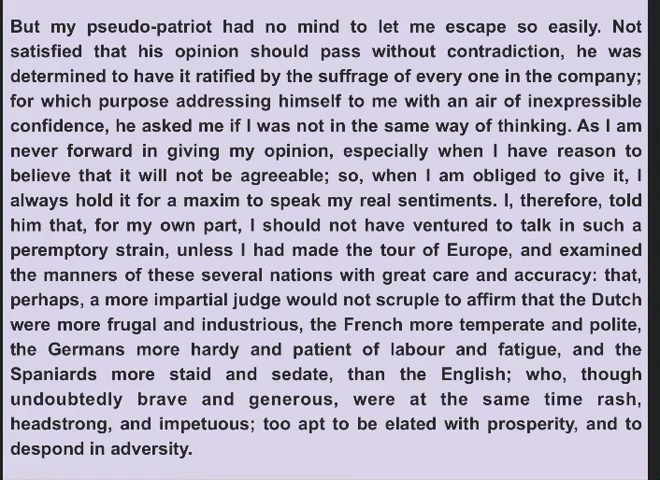 But my pseudo-patriot had no mind to let me escape so easily. Not
satisfied that his opinion should pass without contradiction, he was
determined to have it ratified by the suffrage of every one in the company;
for which purpose addressing himself to me with an air of inexpressible
confidence, he asked me if I was not in the same way of thinking. As I am
never forward in giving my opinion, especially when I have reason to
believe that it will not be agreeable; so, when I am obliged to give it, I
always hold it for a maxim to speak my real sentiments. I, therefore, told
him that, for my own part, I should not have ventured to talk in such a
peremptory strain, unless I had made the tour of Europe, and examined
the manners of these several nations with great care and accuracy: that,
perhaps, a more impartial judge would not scruple to affirm that the Dutch
were more frugal and industrious, the French more temperate and polite,
the Germans more hardy and patient of labour and fatigue, and the
Spaniards more staid and sedate, than the English; who, though
undoubtedly brave and generous, were at the same time rash,
headstrong, and impetuous; too apt to be elated with prosperity, and to
despond in adversity.